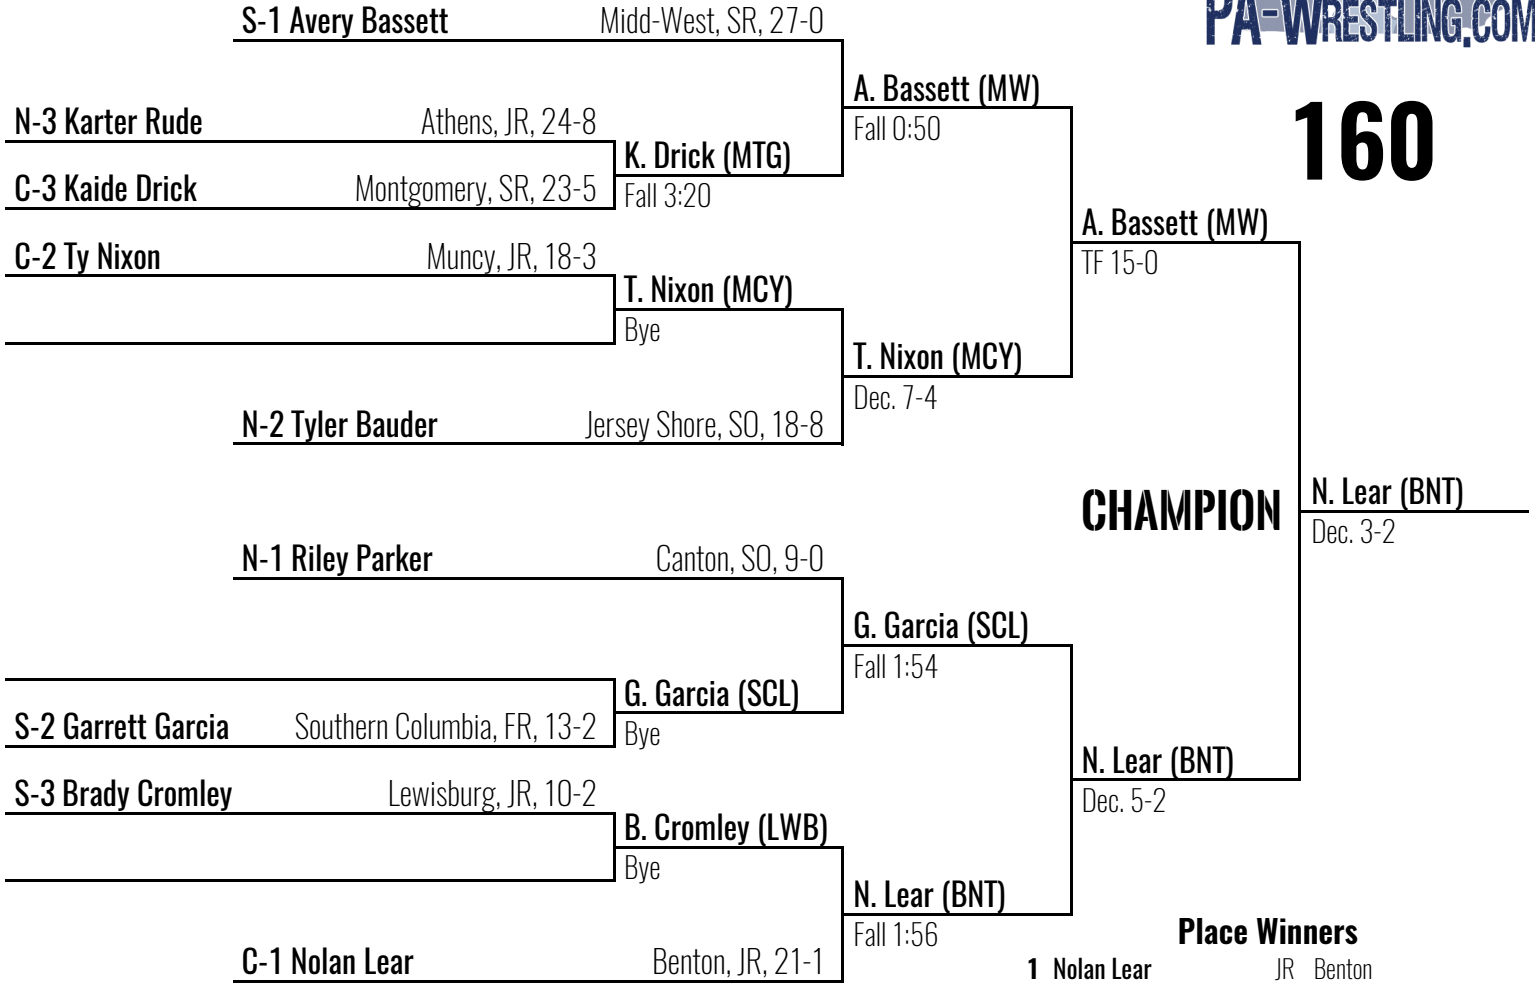 PA-WRESTLING.COM
S-1 Avery Bassett Midd-West, SR, 27-0
A. Bassett (MW)
Fall 0:50
160
N-3 Karter Rude Athens, JR, 24-8
K. Drick (MTG)
Fall 3:20
C-3 Kaide Drick Montgomery, SR, 23-5
A. Bassett (MW)
TF 15-0
C-2 Ty Nixon Muncy, JR, 18-3
T. Nixon (MCY)
Bye
T. Nixon (MCY)
Dec. 7-4
N-2 Tyler Bauder Jersey Shore, SO, 18-8
CHAMPION
N. Lear (BNT)
Dec. 3-2
N-1 Riley Parker Canton, SO, 9-0
G. Garcia (SCL)
Fall 1:54
G. Garcia (SCL)
Bye
S-2 Garrett Garcia Southern Columbia, FR, 13-2
N. Lear (BNT)
Dec. 5-2
S-3 Brady Cromley Lewisburg, JR, 10-2
B. Cromley (LWB)
Bye
N. Lear (BNT)
Fall 1:56
C-1 Nolan Lear Benton, JR, 21-1
Place Winners
1 Nolan Lear JR Benton